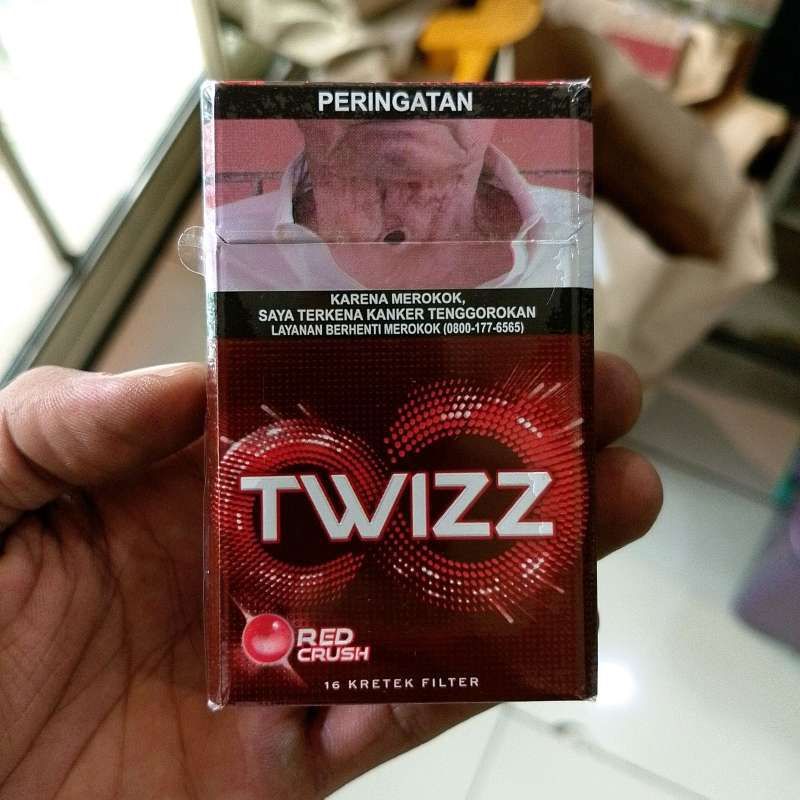 PERINGATAN
KARENA MEROKOK,
SAYA TERKENA KANKER TENGGOROKAN
LAYANAN BERHENTI MEROKOK (0800-177-6565)
TWIZZ
RED
CRUSH
16 KRETEK FILTER